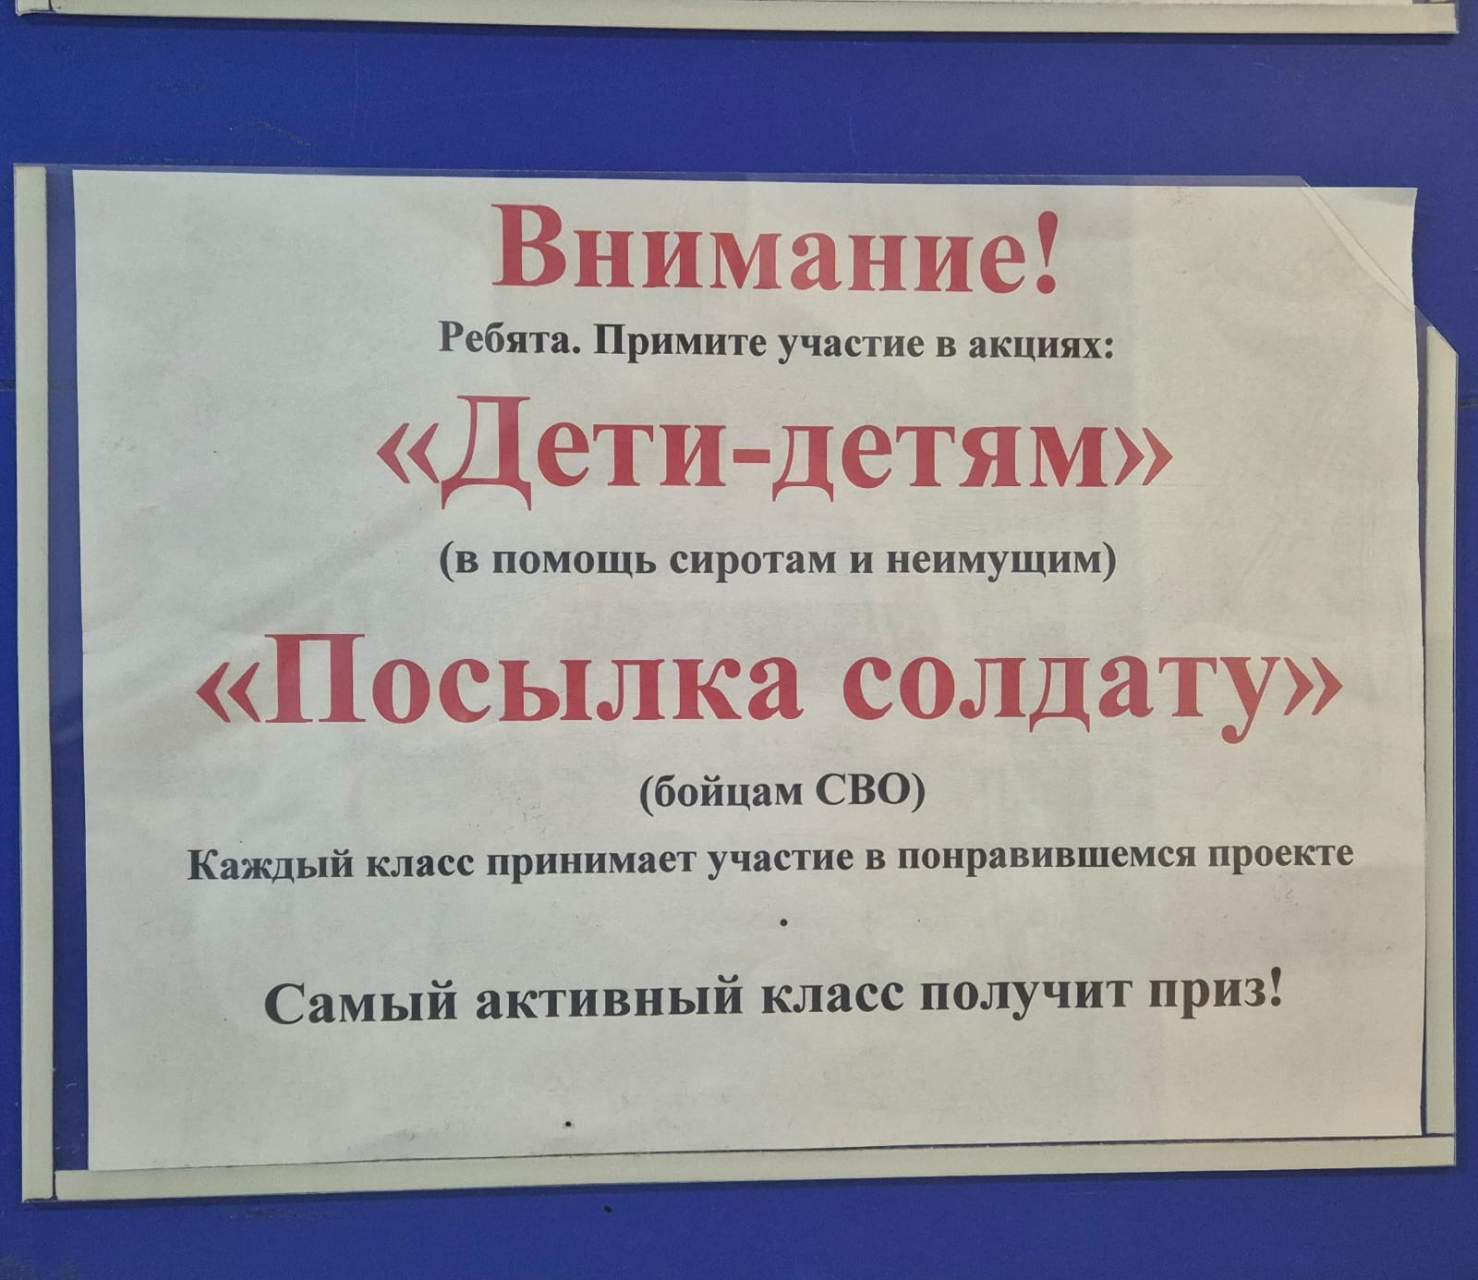 Внимание!
Ребята. Примите участие в акциях:
«Дети-детям»
(в помощь сиротам и неимущим)
«Посылка солдату»
(бойцам СВО)
Каждый класс принимает участие в понравившемся проекте
.
Самый активный класс получит приз!